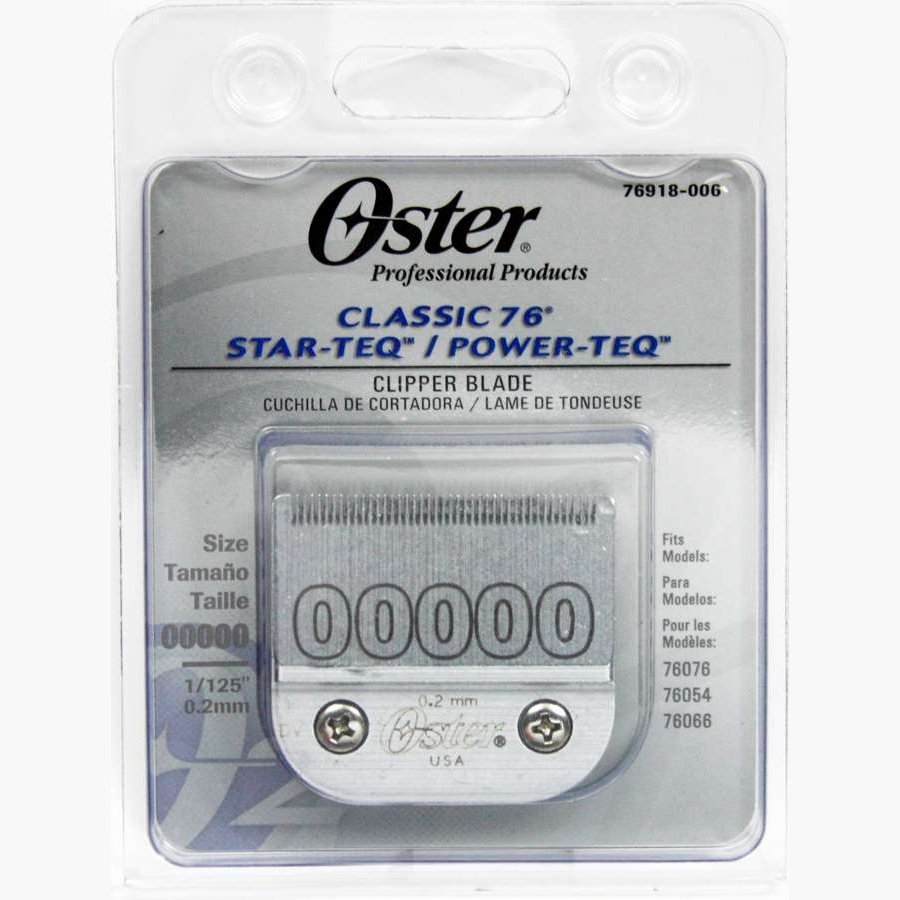 76918-006
Oster®
Professional Products
CLASSIC 76®
STAR-TEQ™ / POWER-TEQ™
CLIPPER BLADE
CUCHILLA DE CORTADORA / LAME DE TONDEUSE
Size
Tamaño
Taille
00000
1/125"
0.2mm
00000
0.2 mm
Oster®
USA
Fits
Models:
Para
Modelos:
Pour les
Modèles:
76076
76054
76066